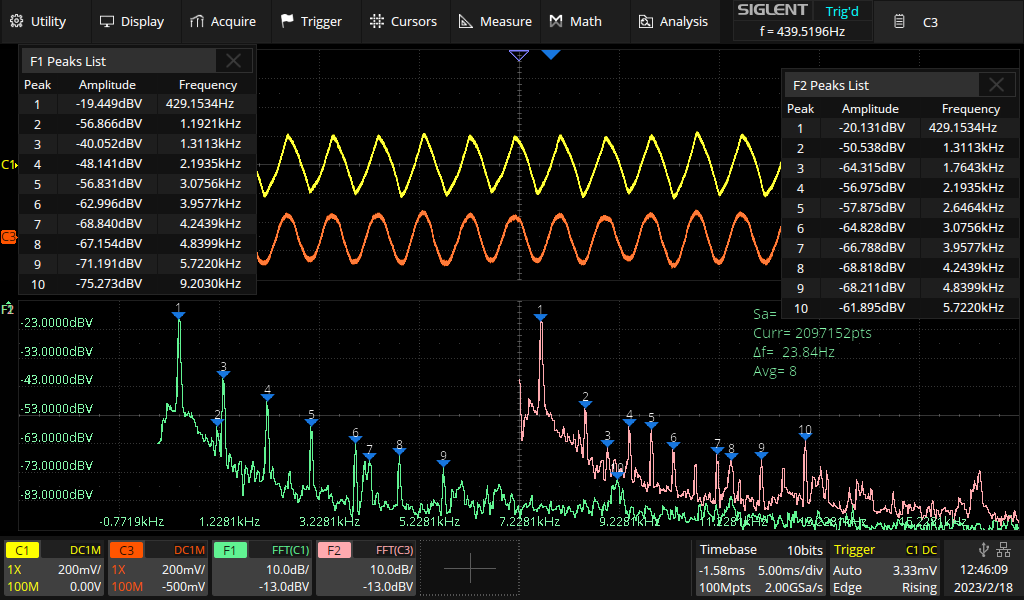 Utility Display Acquire Trigger Cursors Measure Math Analysis SIGLENT Trig'd C3
f = 439.5196Hz
F1 Peaks List
Peak Amplitude Frequency
1 -19.449dBV 429.1534Hz
2 -56.866dBV 1.1921kHz
3 -40.052dBV 1.3113kHz
4 -48.141dBV 2.1935kHz
5 -56.831dBV 3.0756kHz
6 -62.996dBV 3.9577kHz
7 -68.840dBV 4.2439kHz
8 -67.154dBV 4.8399kHz
9 -71.191dBV 5.7220kHz
10 -75.273dBV 9.2030kHz
F2 Peaks List
Peak Amplitude Frequency
1 -20.131dBV 429.1534Hz
2 -50.538dBV 1.3113kHz
3 -64.315dBV 1.7643kHz
4 -56.975dBV 2.1935kHz
5 -57.875dBV 2.6464kHz
6 -64.828dBV 3.0756kHz
7 -66.788dBV 3.9577kHz
8 -68.818dBV 4.2439kHz
9 -68.211dBV 4.8399kHz
10 -61.895dBV 5.7220kHz
C1
C3
F2
-23.0000dBV
-33.0000dBV
-43.0000dBV
-53.0000dBV
-63.0000dBV
-73.0000dBV
-83.0000dBV
1 2 3 4 5 6 7 8 9
1 2 3 4 5 6 7 8 9 10
Sa=
Curr= 2097152pts
Δf= 23.84Hz
Avg= 8
-0.7719kHz 1.2281kHz 3.2281kHz 5.2281kHz 7.2281kHz 9.2281kHz
C1 DC1M
1X 200mV/
100M 0.00V
C3 DC1M
1X 200mV/
100M -500mV
F1 FFT(C1)
10.0dB/
-13.0dBV
F2 FFT(C3)
10.0dB/
-13.0dBV
Timebase 10bits
-1.58ms 5.00ms/div
100Mpts 2.00GSa/s
Trigger C1 DC
Auto 3.33mV
Edge Rising
12:46:09
2023/2/18